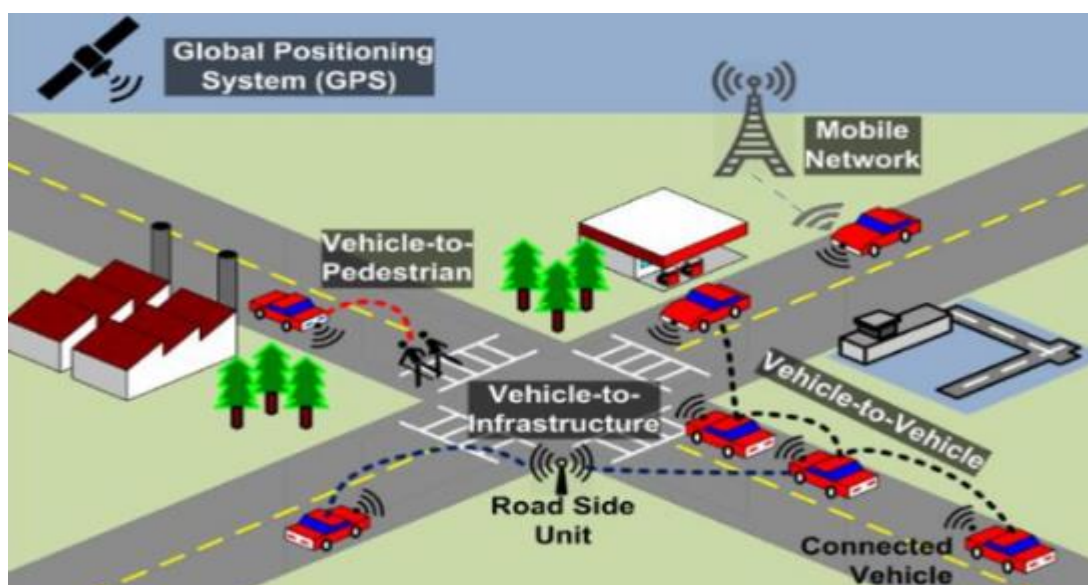 Global Positioning
System (GPS)
Mobile
Network
Vehicle-to-
Pedestrian
Vehicle-to-Vehicle
Vehicle-to-
Infrastructure
Road Side
Unit
Connected
Vehicle